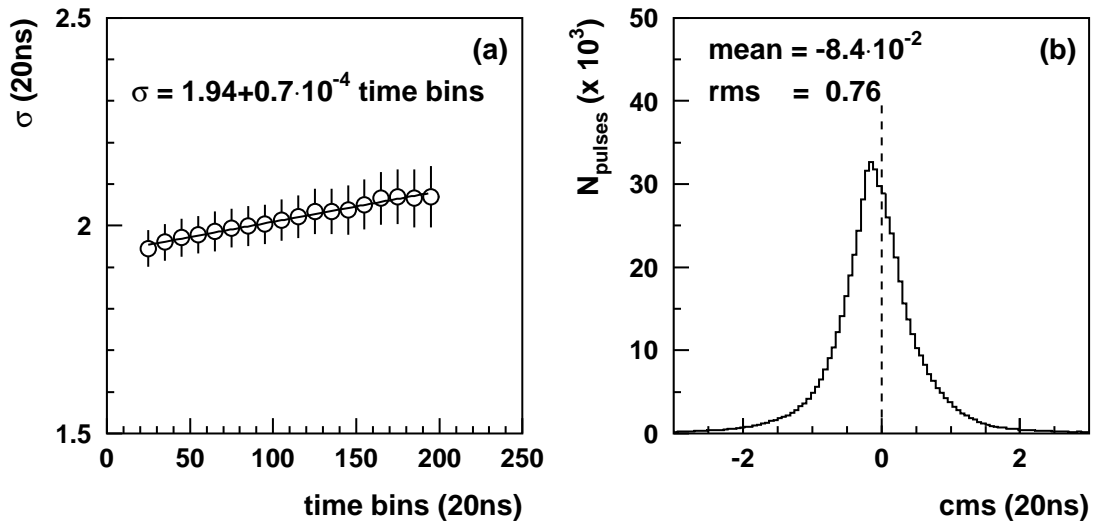 σ (20ns)
2.5
2
1.5
(a)
σ = 1.94+0.7·10⁻⁴ time bins
0 50 100 150 200 250
time bins (20ns)
N_pulses (x 10³)
50
40
30
20
10
0
mean = -8.4·10⁻² (b)
rms = 0.76
-2 0 2
cms (20ns)